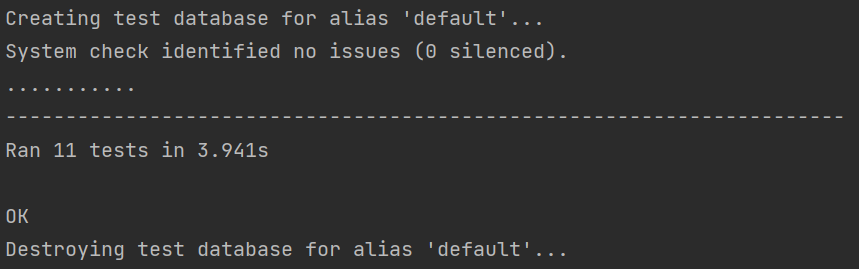 Creating test database for alias 'default'...
System check identified no issues (0 silenced).
...........
----------------------------------------------------------------------
Ran 11 tests in 3.941s

OK
Destroying test database for alias 'default'...